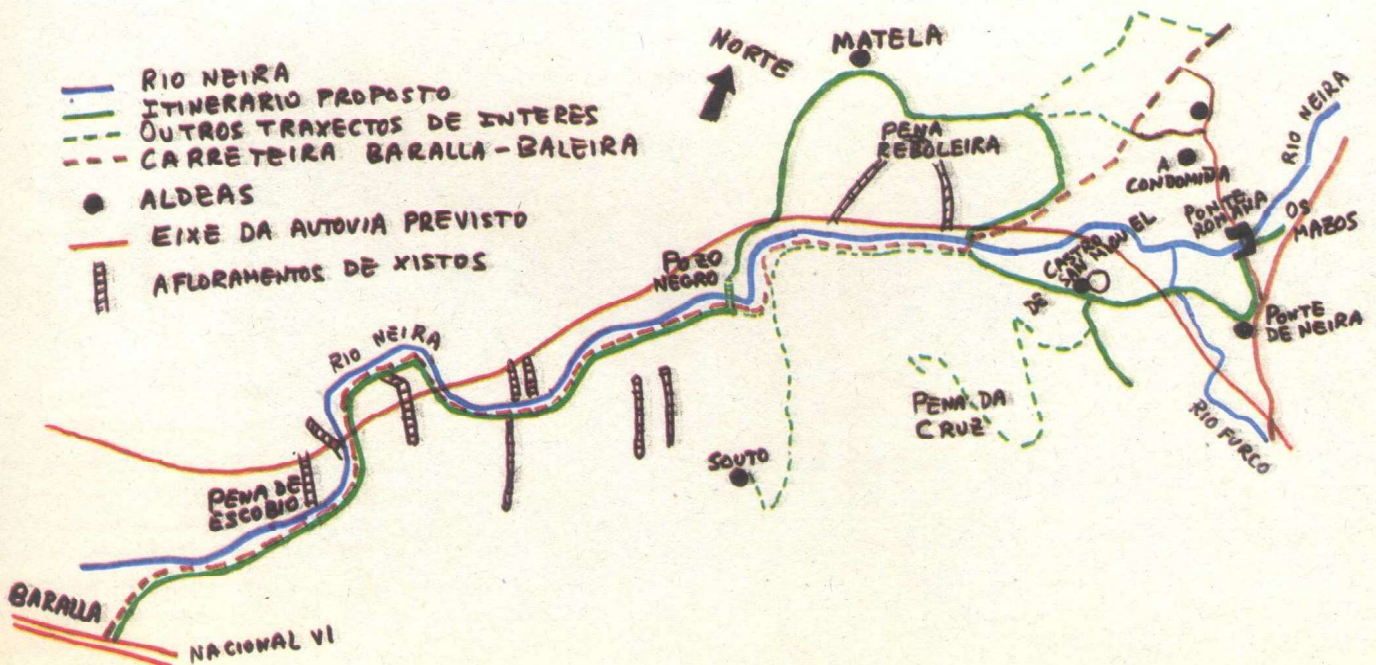 RIO NEIRA
ITINERÁRIO PROPOSTO
OUTROS TRAXECTOS DE INTERES
CARRETEIRA BARALLA-BALEIRA
ALDEAS
EIXE DA AUTOVIA PREVISTO
AFLORAMENTOS DE XISTOS
NORTE
MATELA
PENA
REBOLEIRA
A
CONDOMIÑA
RIO NEIRA
PONTE
ROMANA
OS
MAZOS
CASTRO
DE SAN MIGUEL
PONTE
DE NEIRA
RIO FURCO
POZO
NEGRO
RIO NEIRA
PENA DA
CRUZ
SOUTO
PENA DE
ESCOBIO
BARALLA
NACIONAL VI